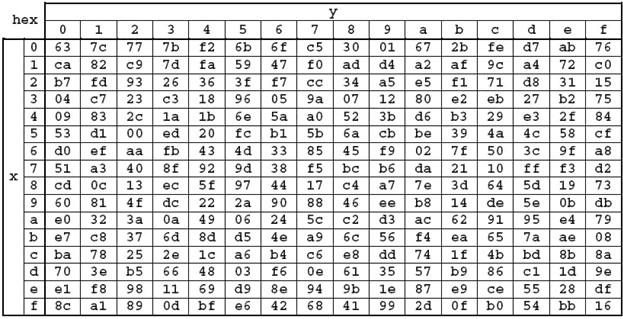 hex y
0 1 2 3 4 5 6 7 8 9 a b c d e f
0 63 7c 77 7b f2 6b 6f c5 30 01 67 2b fe d7 ab 76
1 ca 82 c9 7d fa 59 47 f0 ad d4 a2 af 9c a4 72 c0
2 b7 fd 93 26 36 3f f7 cc 34 a5 e5 f1 71 d8 31 15
3 04 c7 23 c3 18 96 05 9a 07 12 80 e2 eb 27 b2 75
4 09 83 2c 1a 1b 6e 5a a0 52 3b d6 b3 29 e3 2f 84
5 53 d1 00 ed 20 fc b1 5b 6a cb be 39 4a 4c 58 cf
6 d0 ef aa fb 43 4d 33 85 45 f9 02 7f 50 3c 9f a8
x 7 51 a3 40 8f 92 9d 38 f5 bc b6 da 21 10 ff f3 d2
8 cd 0c 13 ec 5f 97 44 17 c4 a7 7e 3d 64 5d 19 73
9 60 81 4f dc 22 2a 90 88 46 ee b8 14 de 5e 0b db
a e0 32 3a 0a 49 06 24 5c c2 d3 ac 62 91 95 e4 79
b e7 c8 37 6d 8d d5 4e a9 6c 56 f4 ea 65 7a ae 08
c ba 78 25 2e 1c a6 b4 c6 e8 dd 74 1f 4b bd 8b 8a
d 70 3e b5 66 48 03 f6 0e 61 35 57 b9 86 c1 1d 9e
e e1 f8 98 11 69 d9 8e 94 9b 1e 87 e9 ce 55 28 df
f 8c a1 89 0d bf e6 42 68 41 99 2d 0f b0 54 bb 16